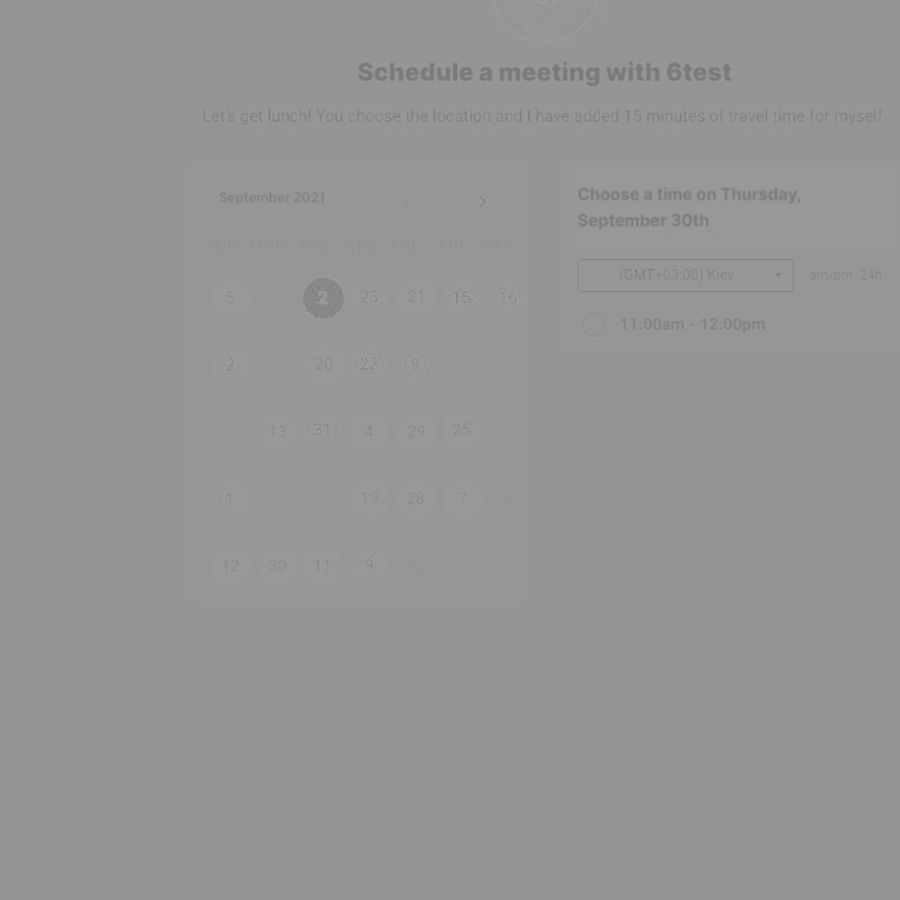 Schedule a meeting with 6test
Let's get lunch! You choose the location and I have added 15 minutes of travel time for myself.
September 2021
SUN MON TUE WED THU FRI SAT
5 2 23 21 15 16
2 20 22 8
13 31 4 29 25
1 19 28 7 12
12 30 11 9 12
Choose a time on Thursday,
September 30th
(GMT+03:00) Kiev am/pm 24h
11:00am - 12:00pm